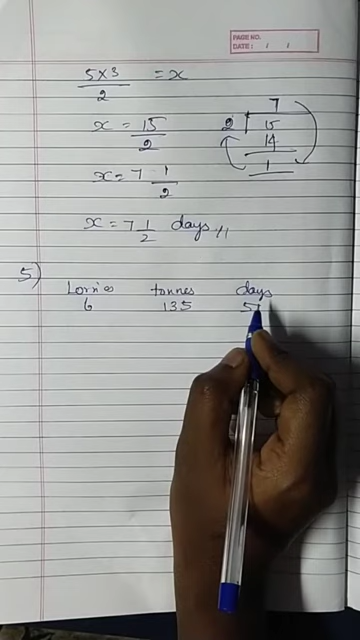 PAGE NO.
DATE: / /
5 x 3 = x
2
x = 15
2
7
2 15
14
1
x = 7 1
2
x = 7 1 days //
2
5)
Lorries tonnes days
6 135 5